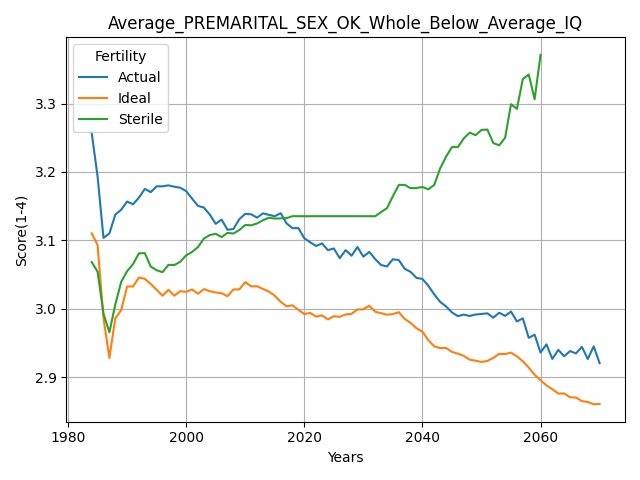 Average_PREMARITAL_SEX_OK_Whole_Below_Average_IQ
Fertility
Actual
Ideal
Sterile
Score(1-4)
3.3
3.2
3.1
3.0
2.9
1980
2000
2020
2040
2060
Years